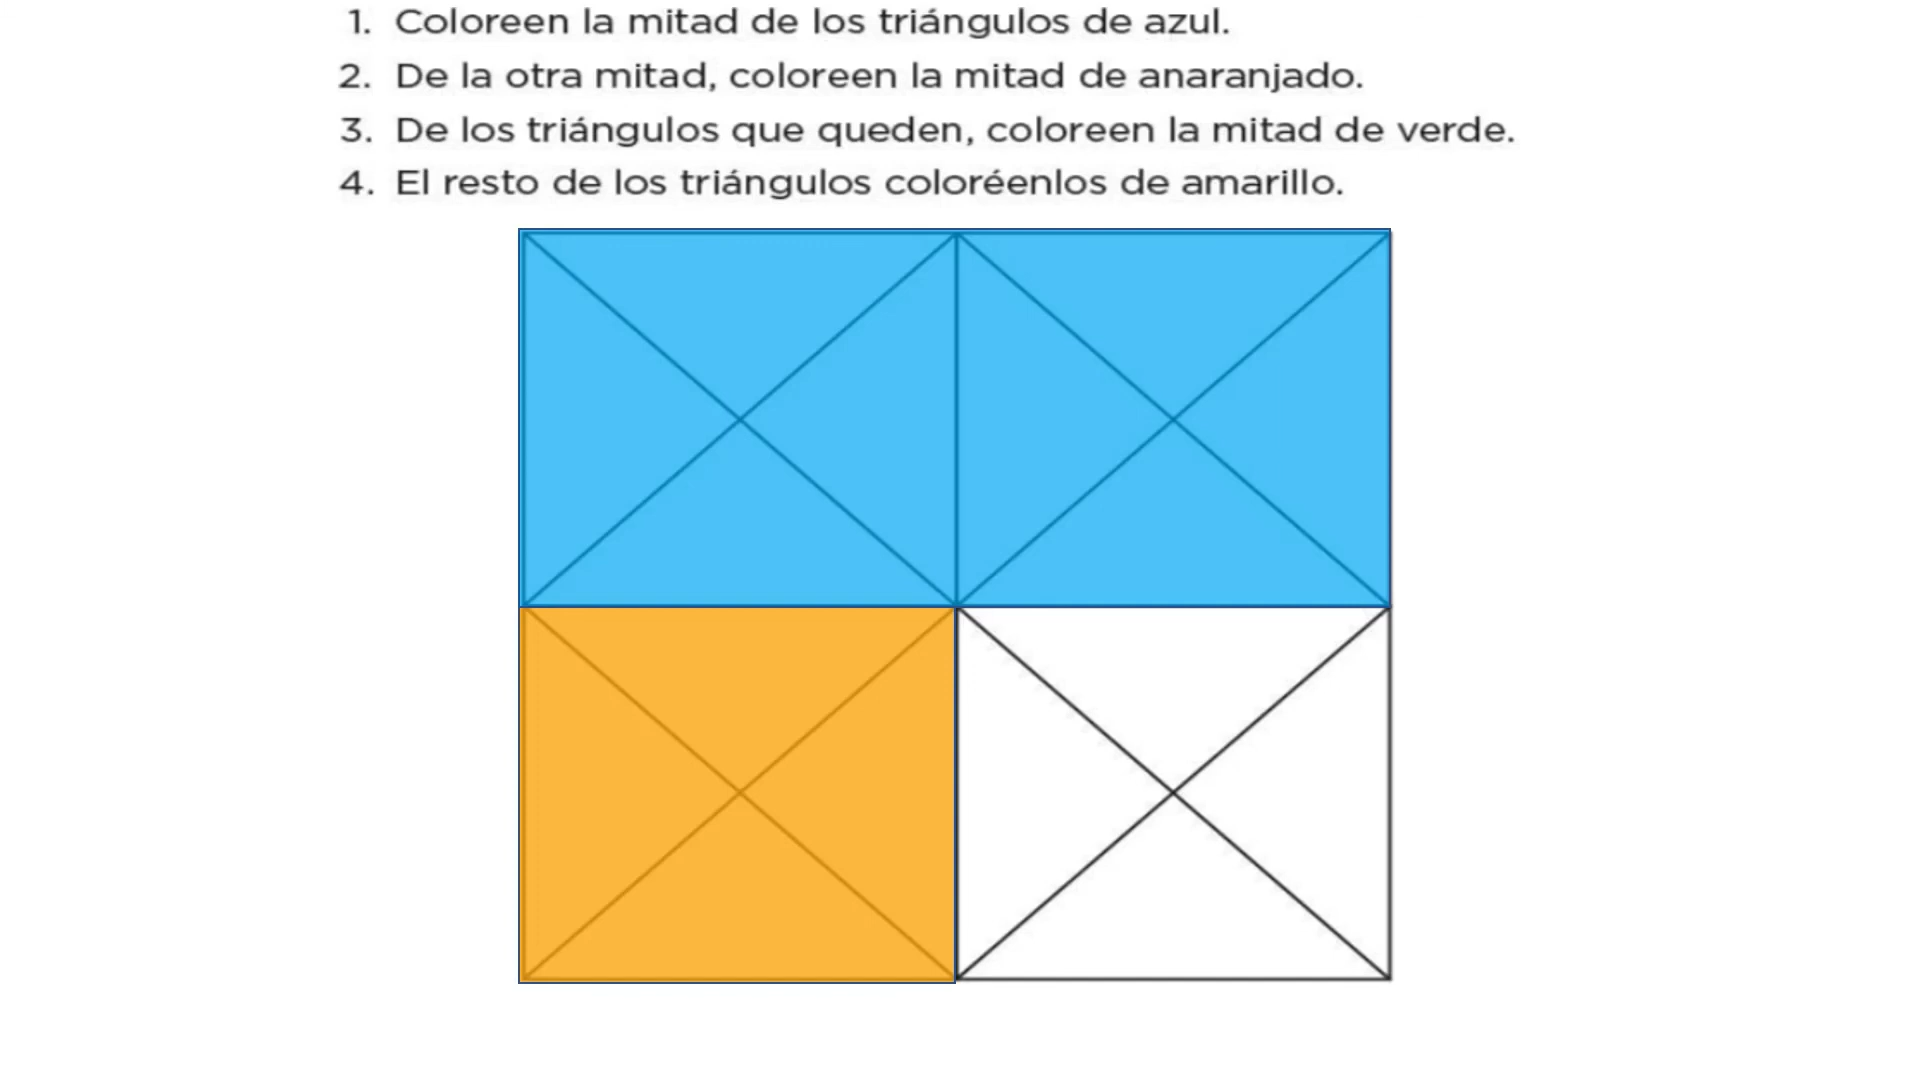 1. Coloreen la mitad de los triángulos de azul.
2. De la otra mitad, coloreen la mitad de anaranjado.
3. De los triángulos que queden, coloreen la mitad de verde.
4. El resto de los triángulos coloréenlos de amarillo.